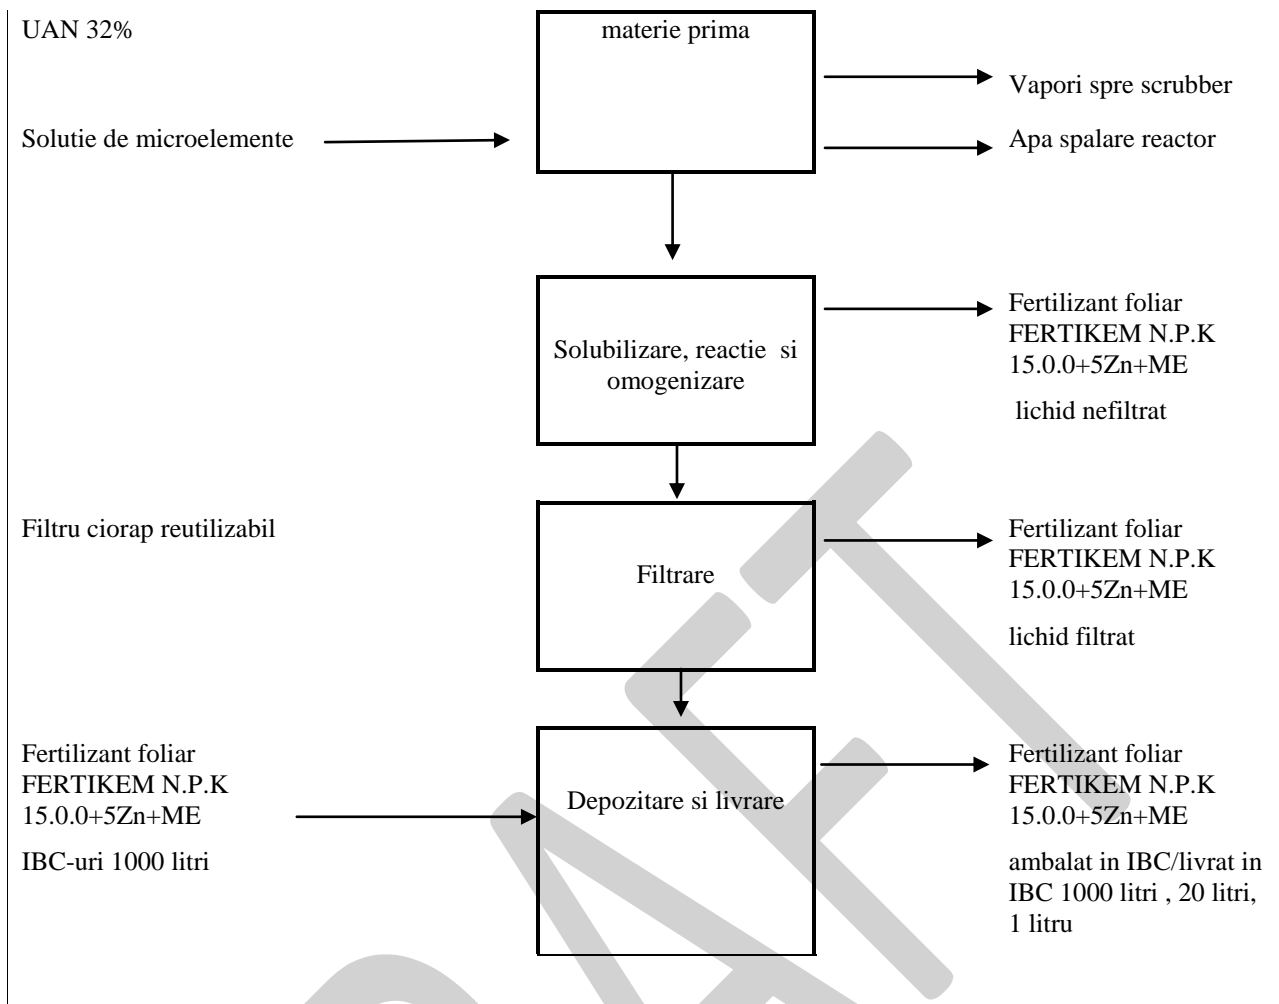 UAN 32%
materie prima
Vapori spre scrubber
Solutie de microelemente
Apa spalare reactor
Solubilizare, reactie si
omogenizare
Fertilizant foliar
FERTIKEM N.P.K
15.0.0+5Zn+ME
lichid nefiltrat
Filtru ciorap reutilizabil
Filtrare
Fertilizant foliar
FERTIKEM N.P.K
15.0.0+5Zn+ME
lichid filtrat
Fertilizant foliar
FERTIKEM N.P.K
15.0.0+5Zn+ME
IBC-uri 1000 litri
Depozitare si livrare
Fertilizant foliar
FERTIKEM N.P.K
15.0.0+5Zn+ME
ambalat in IBC/livrat in
IBC 1000 litri , 20 litri,
1 litru
DRAFT